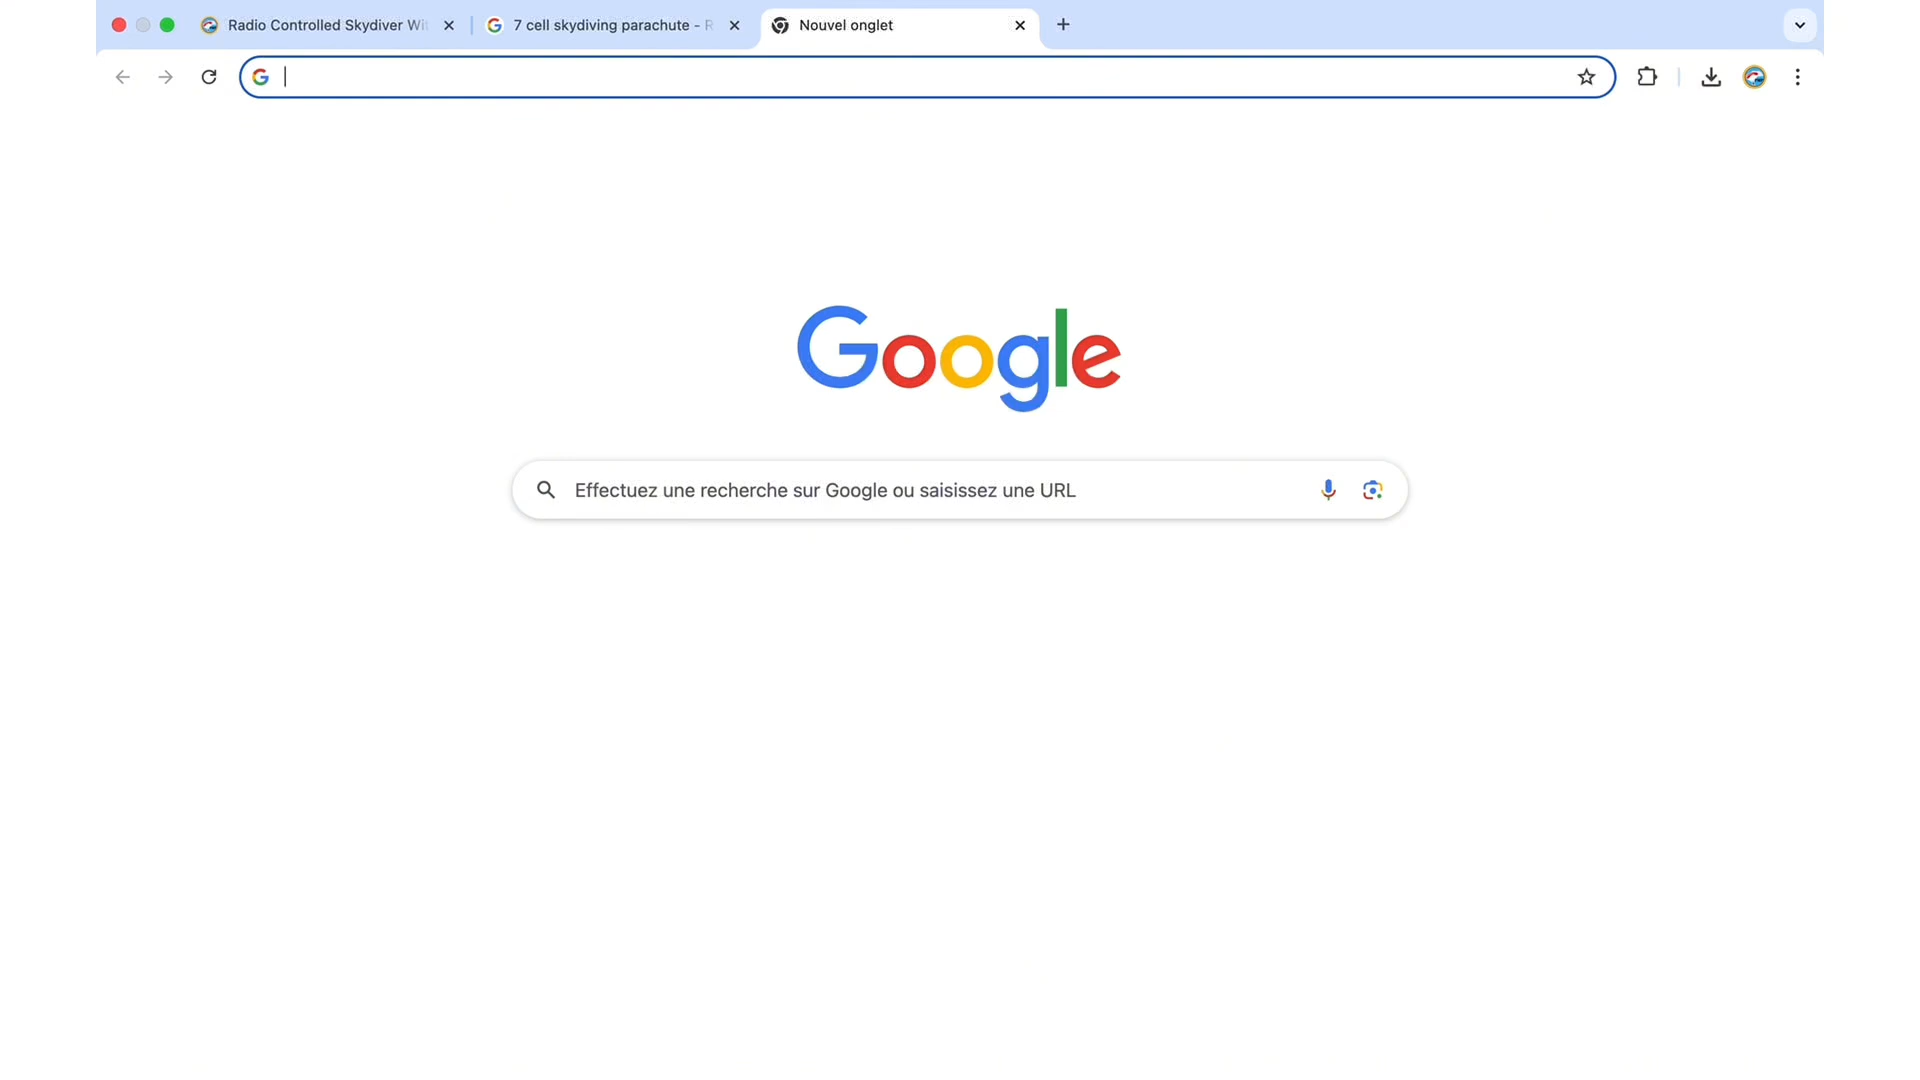 Radio Controlled Skydiver Wi
7 cell skydiving parachute -
Nouvel onglet
Google
Effectuez une recherche sur Google ou saisissez une URL